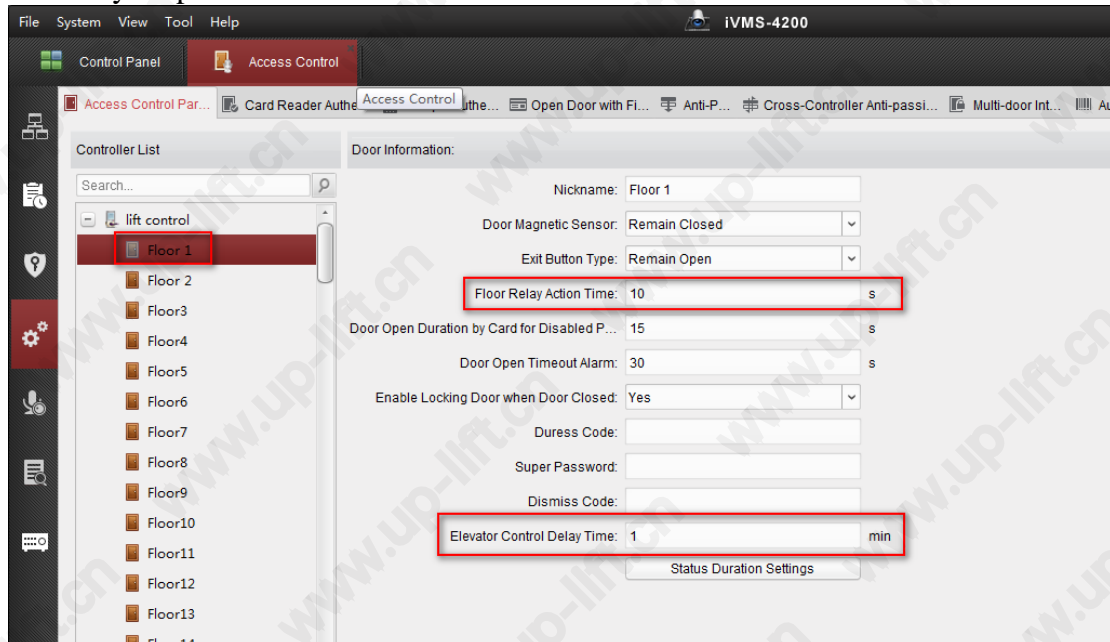 File System View Tool Help iVMS-4200
Control Panel Access Control
Access Control Par... Card Reader Authe... Open Door with Fi... Anti-P... Cross-Controller Anti-passi... Multi-door Int...
Access Control
Controller List Door Information:
Search...
Nickname: Floor 1
lift control
Door Magnetic Sensor: Remain Closed
Floor 1
Exit Button Type: Remain Open
Floor 2
Floor Relay Action Time: 10 s
Floor3
Door Open Duration by Card for Disabled P... 15 s
Floor4
Door Open Timeout Alarm: 30 s
Floor5
Enable Locking Door when Door Closed: Yes
Floor6
Floor7
Duress Code:
Floor8
Super Password:
Floor9
Dismiss Code:
Floor10
Elevator Control Delay Time: 1 min
Floor11
Status Duration Settings
Floor12
Floor13
www.up-lift.cn